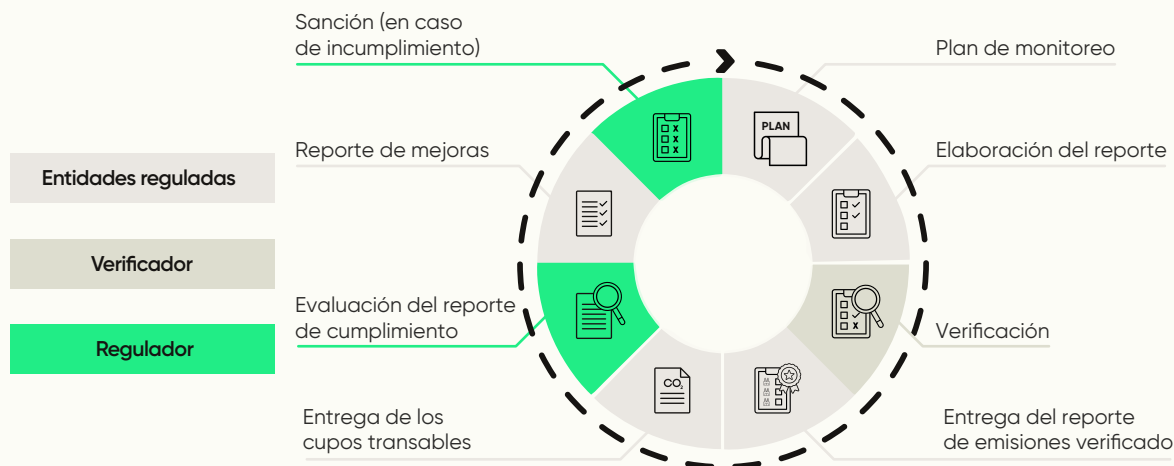 Sanción (en caso
de incumplimiento)
Plan de monitoreo
PLAN
Reporte de mejoras
Elaboración del reporte
Entidades reguladas
Verificador
Regulador
Evaluación del reporte
de cumplimiento
Verificación
CO₂
Entrega de los
cupos transables
Entrega del reporte
de emisiones verificado